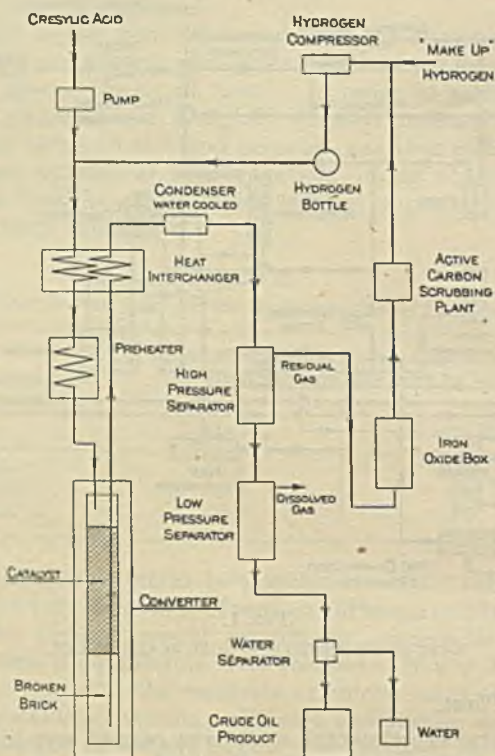 CRESYLIC ACID
HYDROGEN
COMPRESSOR
"MAKE UP"
HYDROGEN
PUMP
HYDROGEN
BOTTLE
CONDENSER
WATER COOLED
HEAT
INTERCHANGER
ACTIVE
CARBON
SCRUBBING
PLANT
PREHEATER
HIGH
PRESSURE
SEPARATOR
RESIDUAL
GAS
IRON
OXIDE BOX
LOW
PRESSURE
SEPARATOR
DISSOLVED
GAS
CATALYST
CONVERTER
WATER
SEPARATOR
BROKEN
BRICK
CRUDE OIL
PRODUCT
WATER